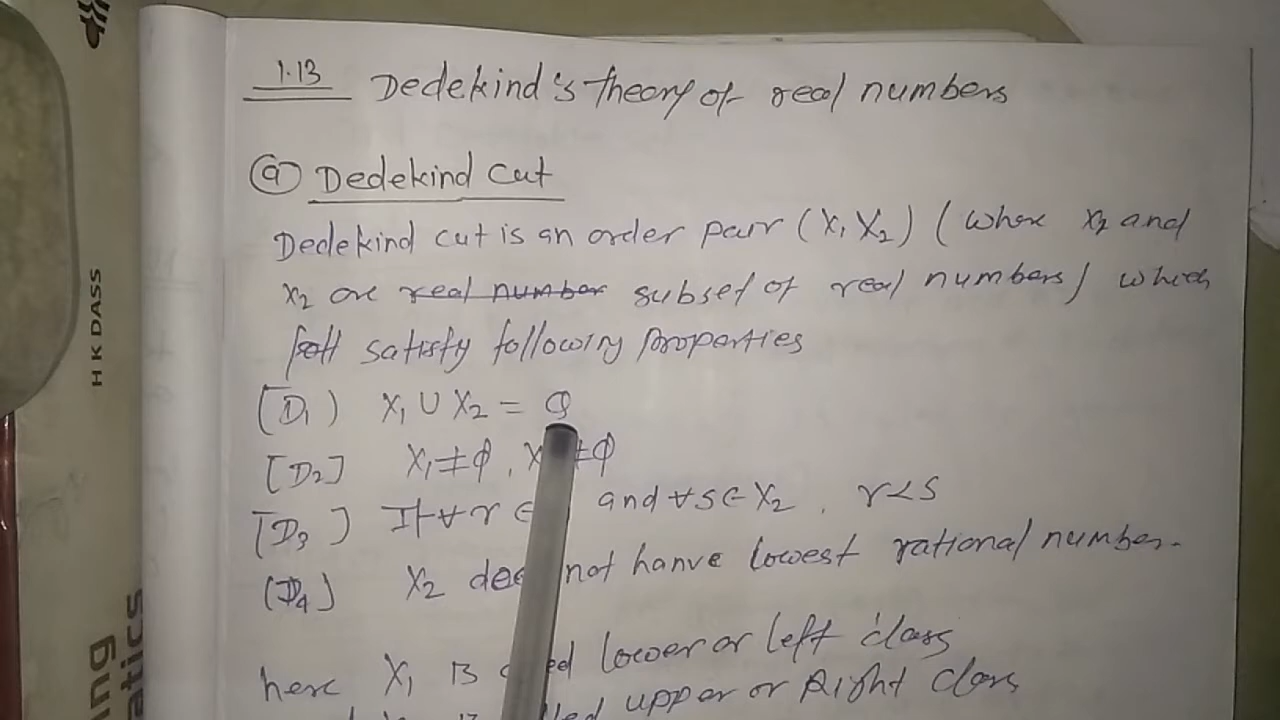 1.13 Dedekind's theory of real numbers
(a) Dedekind cut
Dedekind cut is an order pair (X₁ X₂) (where X₂ and
X₂ are real number subset of real numbers) which
satisfy following properties
[D₁) X₁ ∪ X₂ = Q
[D₂] X₁≠ϕ, X ≠ϕ
[D₃] If ∀ r ∈ and ∀ s ∈ X₂, r<s
(D₄) X₂ does not hanve lowest rational number.
here X₁ is lower or left class
upper or Right class
H K DASS